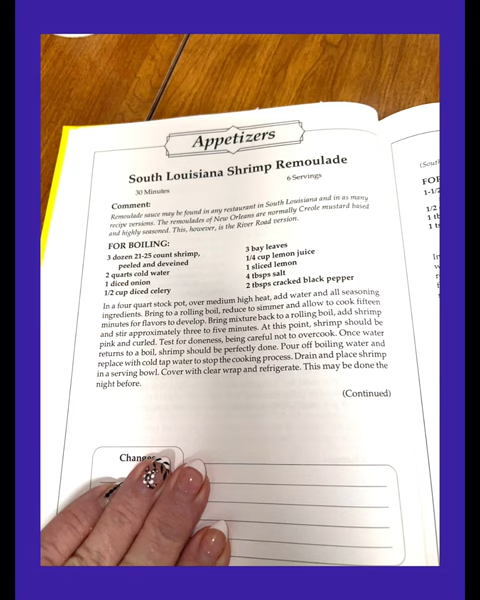 Appetizers
South Louisiana Shrimp Remoulade
30 Minutes
6 Servings
Comment:
Remoulade sauce may be found in any restaurant in South Louisiana and in as many
recipe versions. The remoulades of New Orleans are normally Creole mustard based
and highly seasoned. This, however, is the River Road version.
FOR BOILING:
3 dozen 21-25 count shrimp,
peeled and deveined
2 quarts cold water
1 diced onion
1/2 cup diced celery
3 bay leaves
1/4 cup lemon juice
1 sliced lemon
4 tbsps salt
2 tbsps cracked black pepper
In a four quart stock pot, over medium high heat, add water and all seasoning
ingredients. Bring to a rolling boil, reduce to simmer and allow to cook fifteen
minutes for flavors to develop. Bring mixture back to a rolling boil, add shrimp
and stir approximately three to five minutes. At this point, shrimp should be
pink and curled. Test for doneness, being careful not to overcook. Once water
returns to a boil, shrimp should be perfectly done. Pour off boiling water and
replace with cold tap water to stop the cooking process. Drain and place shrimp
in a serving bowl. Cover with clear wrap and refrigerate. This may be done the
night before.
(Continued)
Changes
(Sout
FOR
1-1/2
1/2
1 tb
1 ts
In